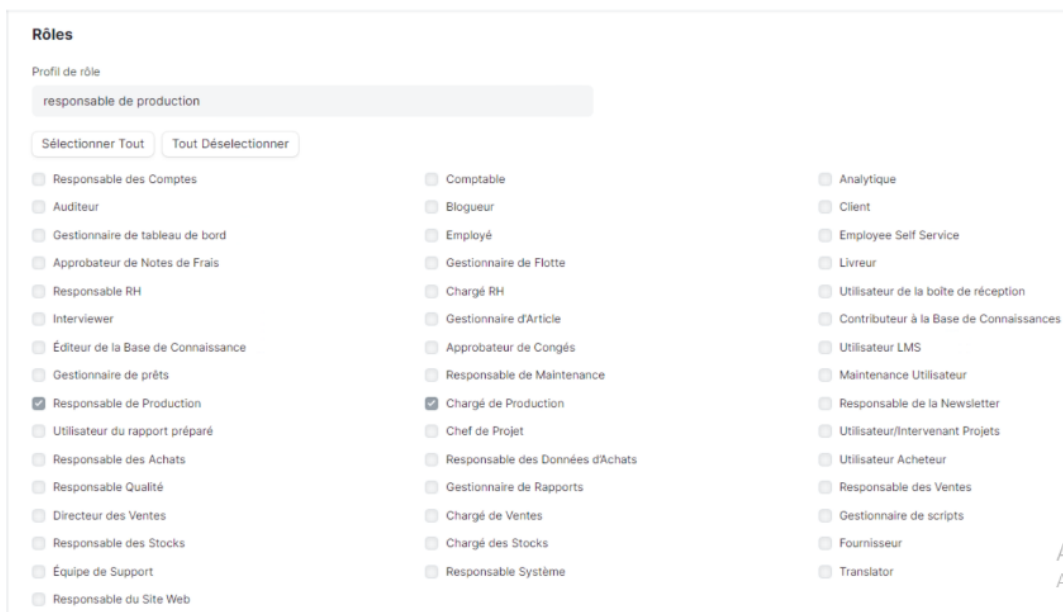 Rôles
Profil de rôle
responsable de production
Sélectionner Tout Tout Déselectionner
Responsable des Comptes Comptable Analytique
Auditeur Blogueur Client
Gestionnaire de tableau de bord Employé Employee Self Service
Approbateur de Notes de Frais Gestionnaire de Flotte Livreur
Responsable RH Chargé RH Utilisateur de la boîte de réception
Interviewer Gestionnaire d'Article Contributeur à la Base de Connaissances
Éditeur de la Base de Connaissance Approbateur de Congés Utilisateur LMS
Gestionnaire de prêts Responsable de Maintenance Maintenance Utilisateur
Responsable de Production Chargé de Production Responsable de la Newsletter
Utilisateur du rapport préparé Chef de Projet Utilisateur/Intervenant Projets
Responsable des Achats Responsable des Données d'Achats Utilisateur Acheteur
Responsable Qualité Gestionnaire de Rapports Responsable des Ventes
Directeur des Ventes Chargé de Ventes Gestionnaire de scripts
Responsable des Stocks Chargé des Stocks Fournisseur
Équipe de Support Responsable Système Translator
Responsable du Site Web